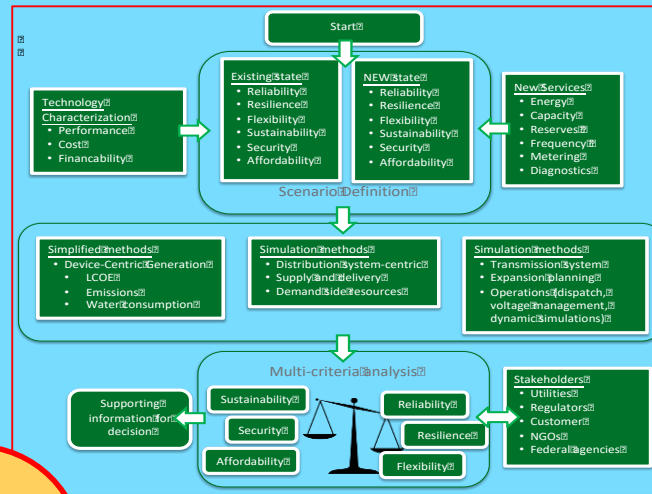 Start
Existing state
• Reliability
• Resilience
• Flexibility
• Sustainability
• Security
• Affordability
NEW state
• Reliability
• Resilience
• Flexibility
• Sustainability
• Security
• Affordability
Technology
Characterization
• Performance
• Cost
• Financability
New Services
• Energy
• Capacity
• Reserves
• Frequency
• Metering
• Diagnostics
Scenario Definition
Simplified methods
• Device-Centric Generation
• LCOE
• Emissions
• Water consumption
Simulation methods
• Distribution system-centric
• Supply and delivery
• Demand side resources
Simulation methods
• Transmission system
• Expansion planning
• Operations (dispatch,
voltage management,
dynamic simulations)
Multi-criteria analysis
Supporting
information for
decision
Sustainability
Security
Affordability
Reliability
Resilience
Flexibility
Stakeholders
• Utilities
• Regulators
• Customer
• NGOs
• Federal agencies